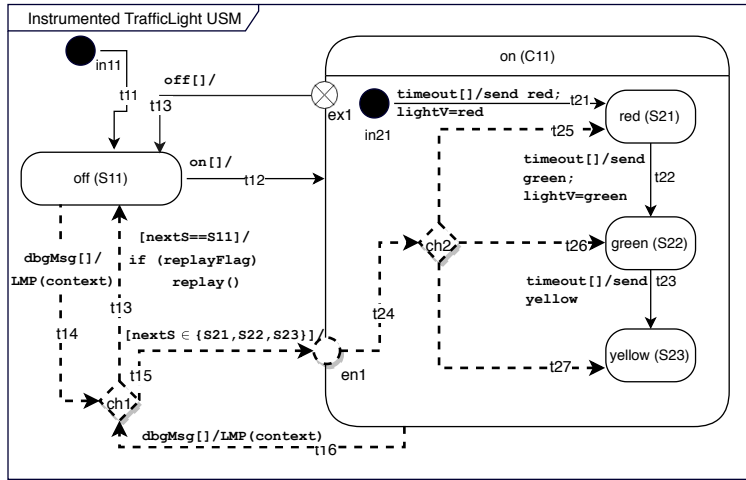 Instrumented TrafficLight USM
in11
t11
t13
off[]/
on (C11)
ex1
in21
timeout[]/send red;
lightV=red
t21
red (S21)
t25
off (S11)
on[]/
t12
timeout[]/send
green;
lightV=green
t22
dbgMsg[]/
LMP(context)
t14
[nextS==S11]/
if (replayFlag)
replay()
t13
ch2
t26
green (S22)
timeout[]/send
yellow
t23
t24
[nextS ∈ {S21,S22,S23}]/
t15
en1
t27
yellow (S23)
ch1
dbgMsg[]/LMP(context)
t16